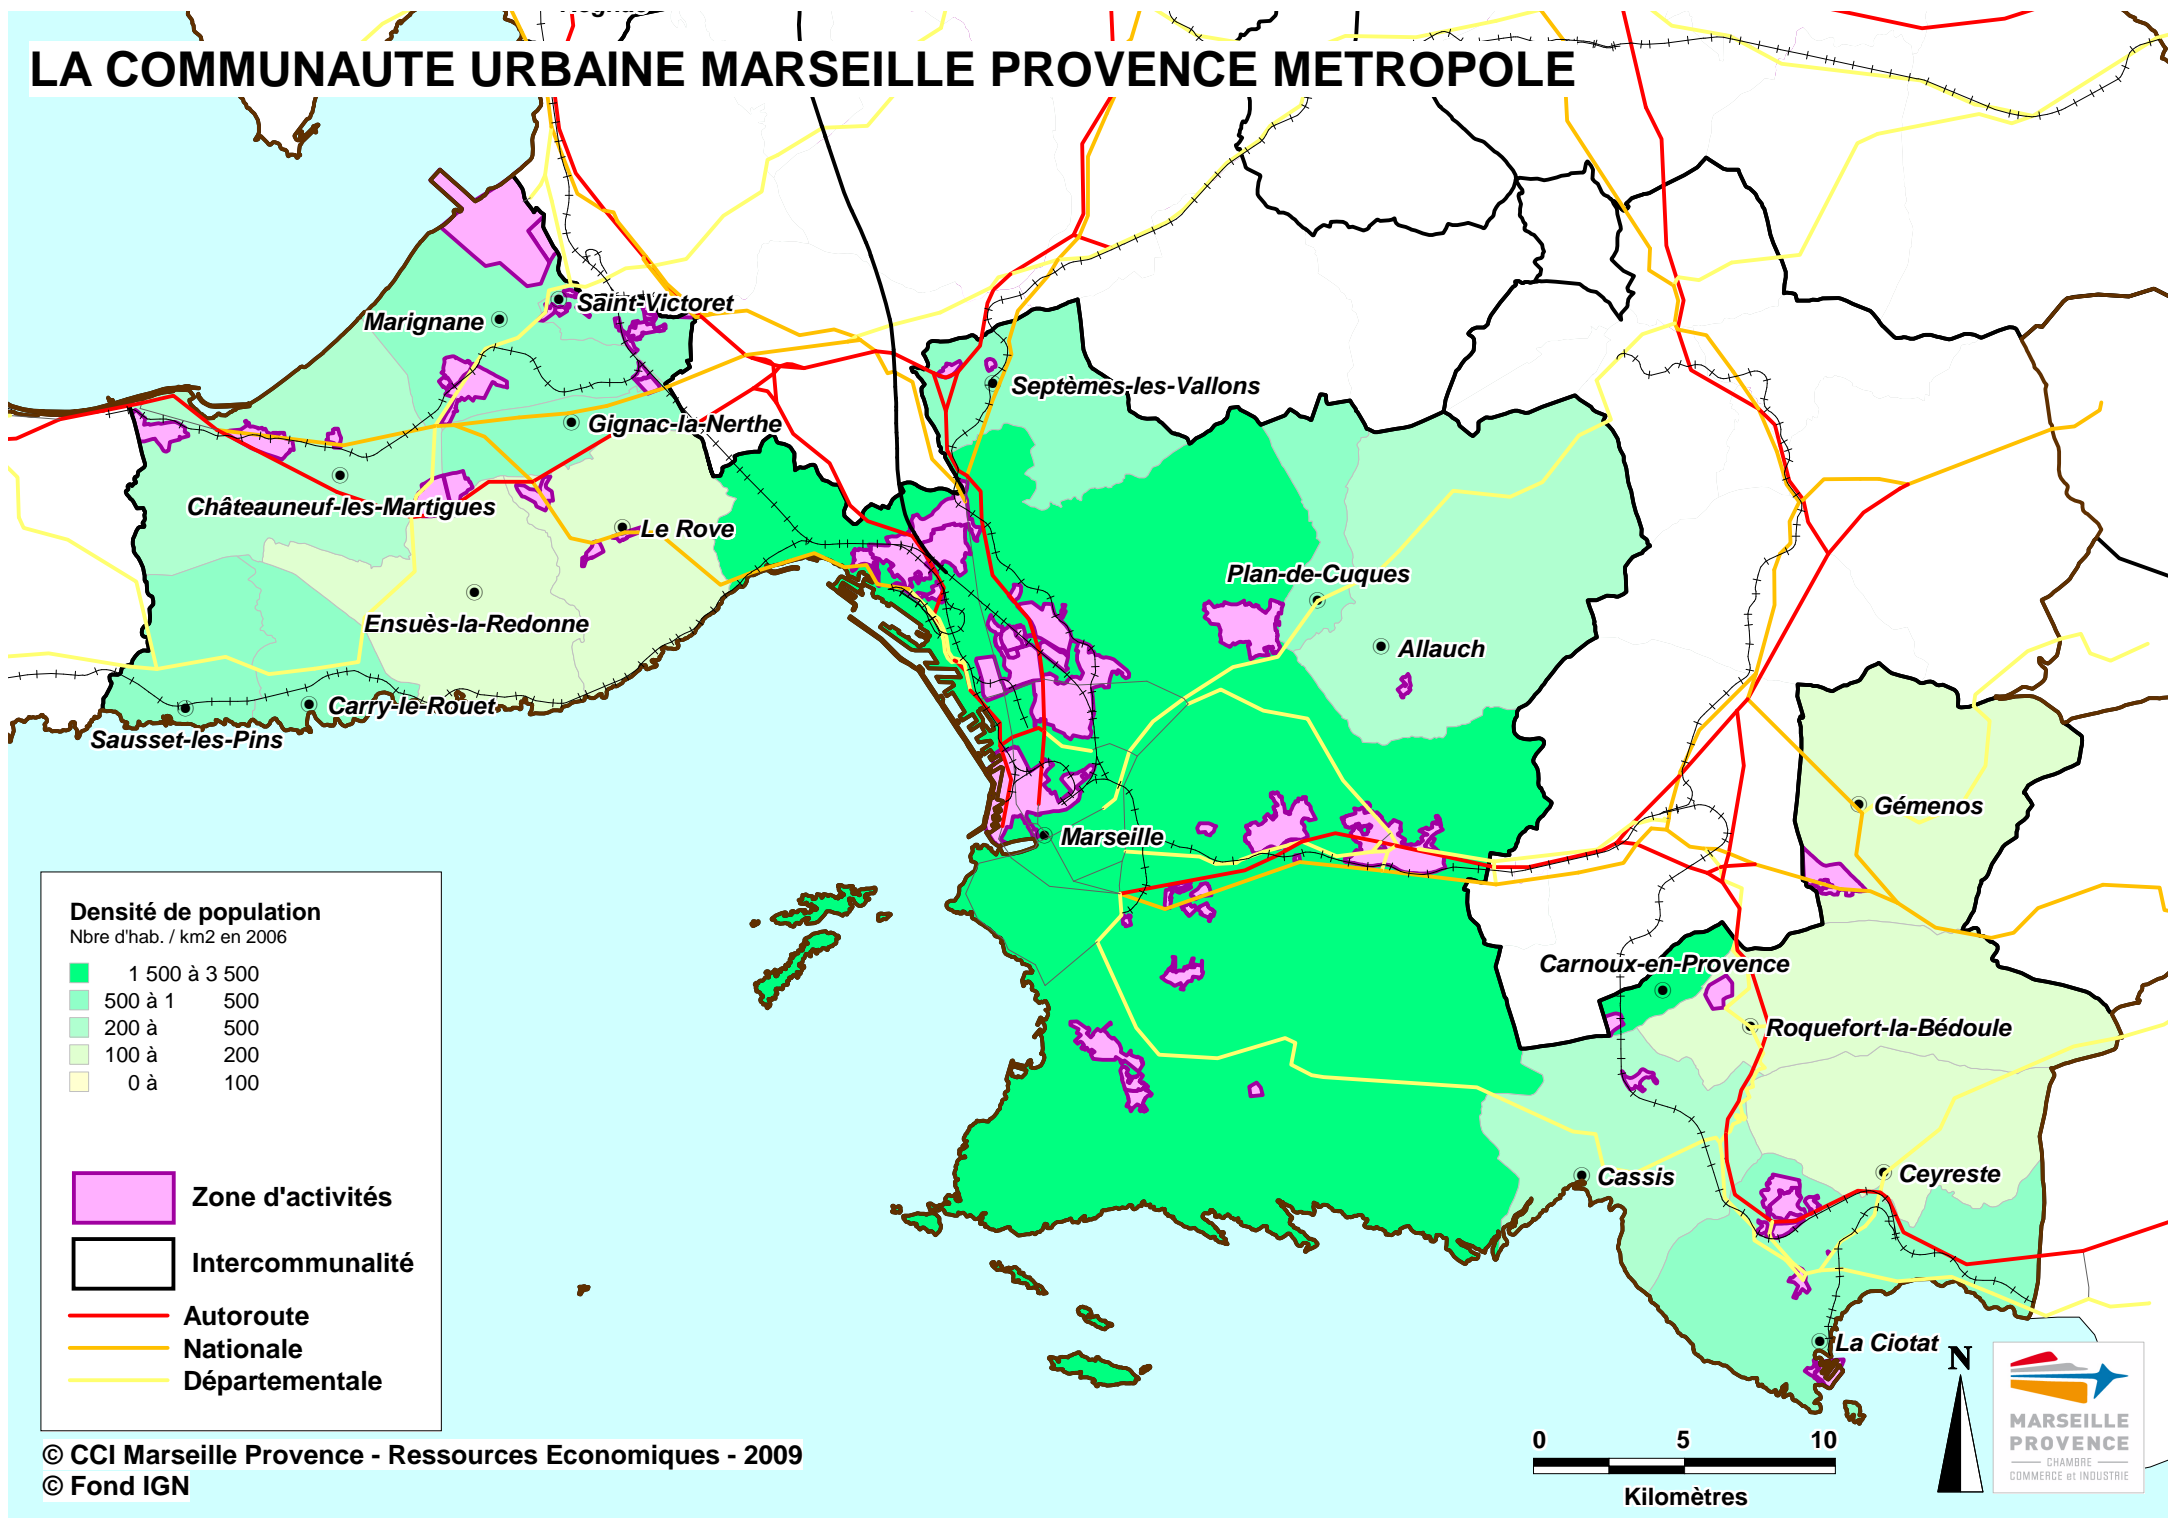 LA COMMUNAUTE URBAINE MARSEILLE PROVENCE METROPOLE
Saint-Victoret
Marignane
Septèmes-les-Vallons
Gignac-la-Nerthe
Châteauneuf-les-Martigues
Le Rove
Plan-de-Cuques
Ensuès-la-Redonne
Allauch
Carry-le-Rouet
Sausset-les-Pins
Gémenos
Marseille
Carnoux-en-Provence
Roquefort-la-Bédoule
Cassis
Ceyreste
La Ciotat
Densité de population
Nbre d'hab. / km2 en 2006
1 500 à 3 500
500 à 1 500
200 à 500
100 à 200
0 à 100
Zone d'activités
Intercommunalité
Autoroute
Nationale
Départementale
© CCI Marseille Provence - Ressources Economiques - 2009
© Fond IGN
0 5 10
Kilomètres
N
MARSEILLE
PROVENCE
CHAMBRE
COMMERCE et INDUSTRIE